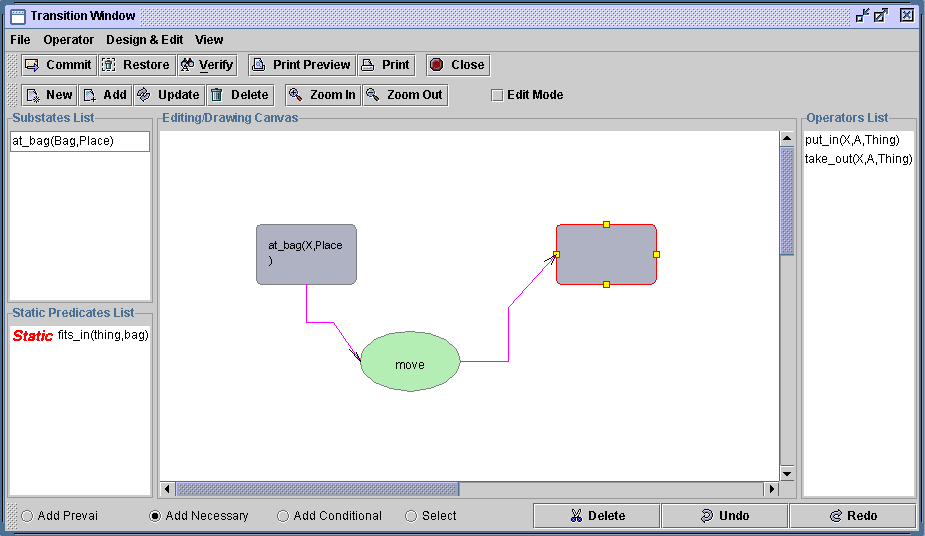 Transition Window
File Operator Design & Edit View
Commit Restore Verify Print Preview Print Close
New Add Update Delete Zoom In Zoom Out Edit Mode
Substates List
at_bag(Bag,Place)
Static Predicates List
Static fits_in(thing,bag)
Editing/Drawing Canvas
at_bag(X,Place
)
move
Operators List
put_in(X,A,Thing)
take_out(X,A,Thing)
Add Prevai Add Necessary Add Conditional Select Delete Undo Redo